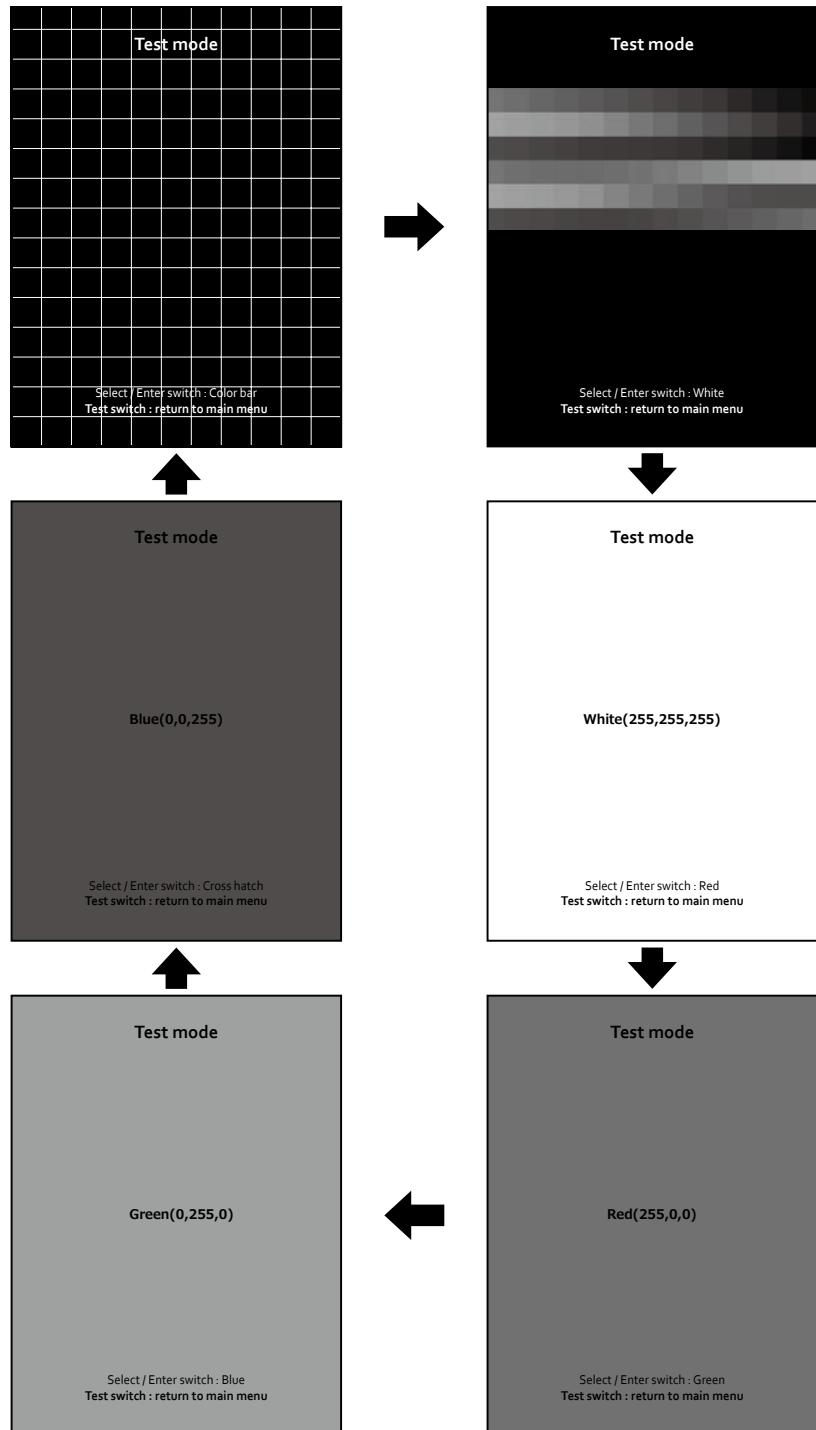 Test mode
Select / Enter switch : Color bar
Test switch : return to main menu
Test mode
Select / Enter switch : White
Test switch : return to main menu
Test mode
Blue(0,0,255)
Select / Enter switch : Cross hatch
Test switch : return to main menu
Test mode
White(255,255,255)
Select / Enter switch : Red
Test switch : return to main menu
Test mode
Green(0,255,0)
Select / Enter switch : Blue
Test switch : return to main menu
Test mode
Red(255,0,0)
Select / Enter switch : Green
Test switch : return to main menu